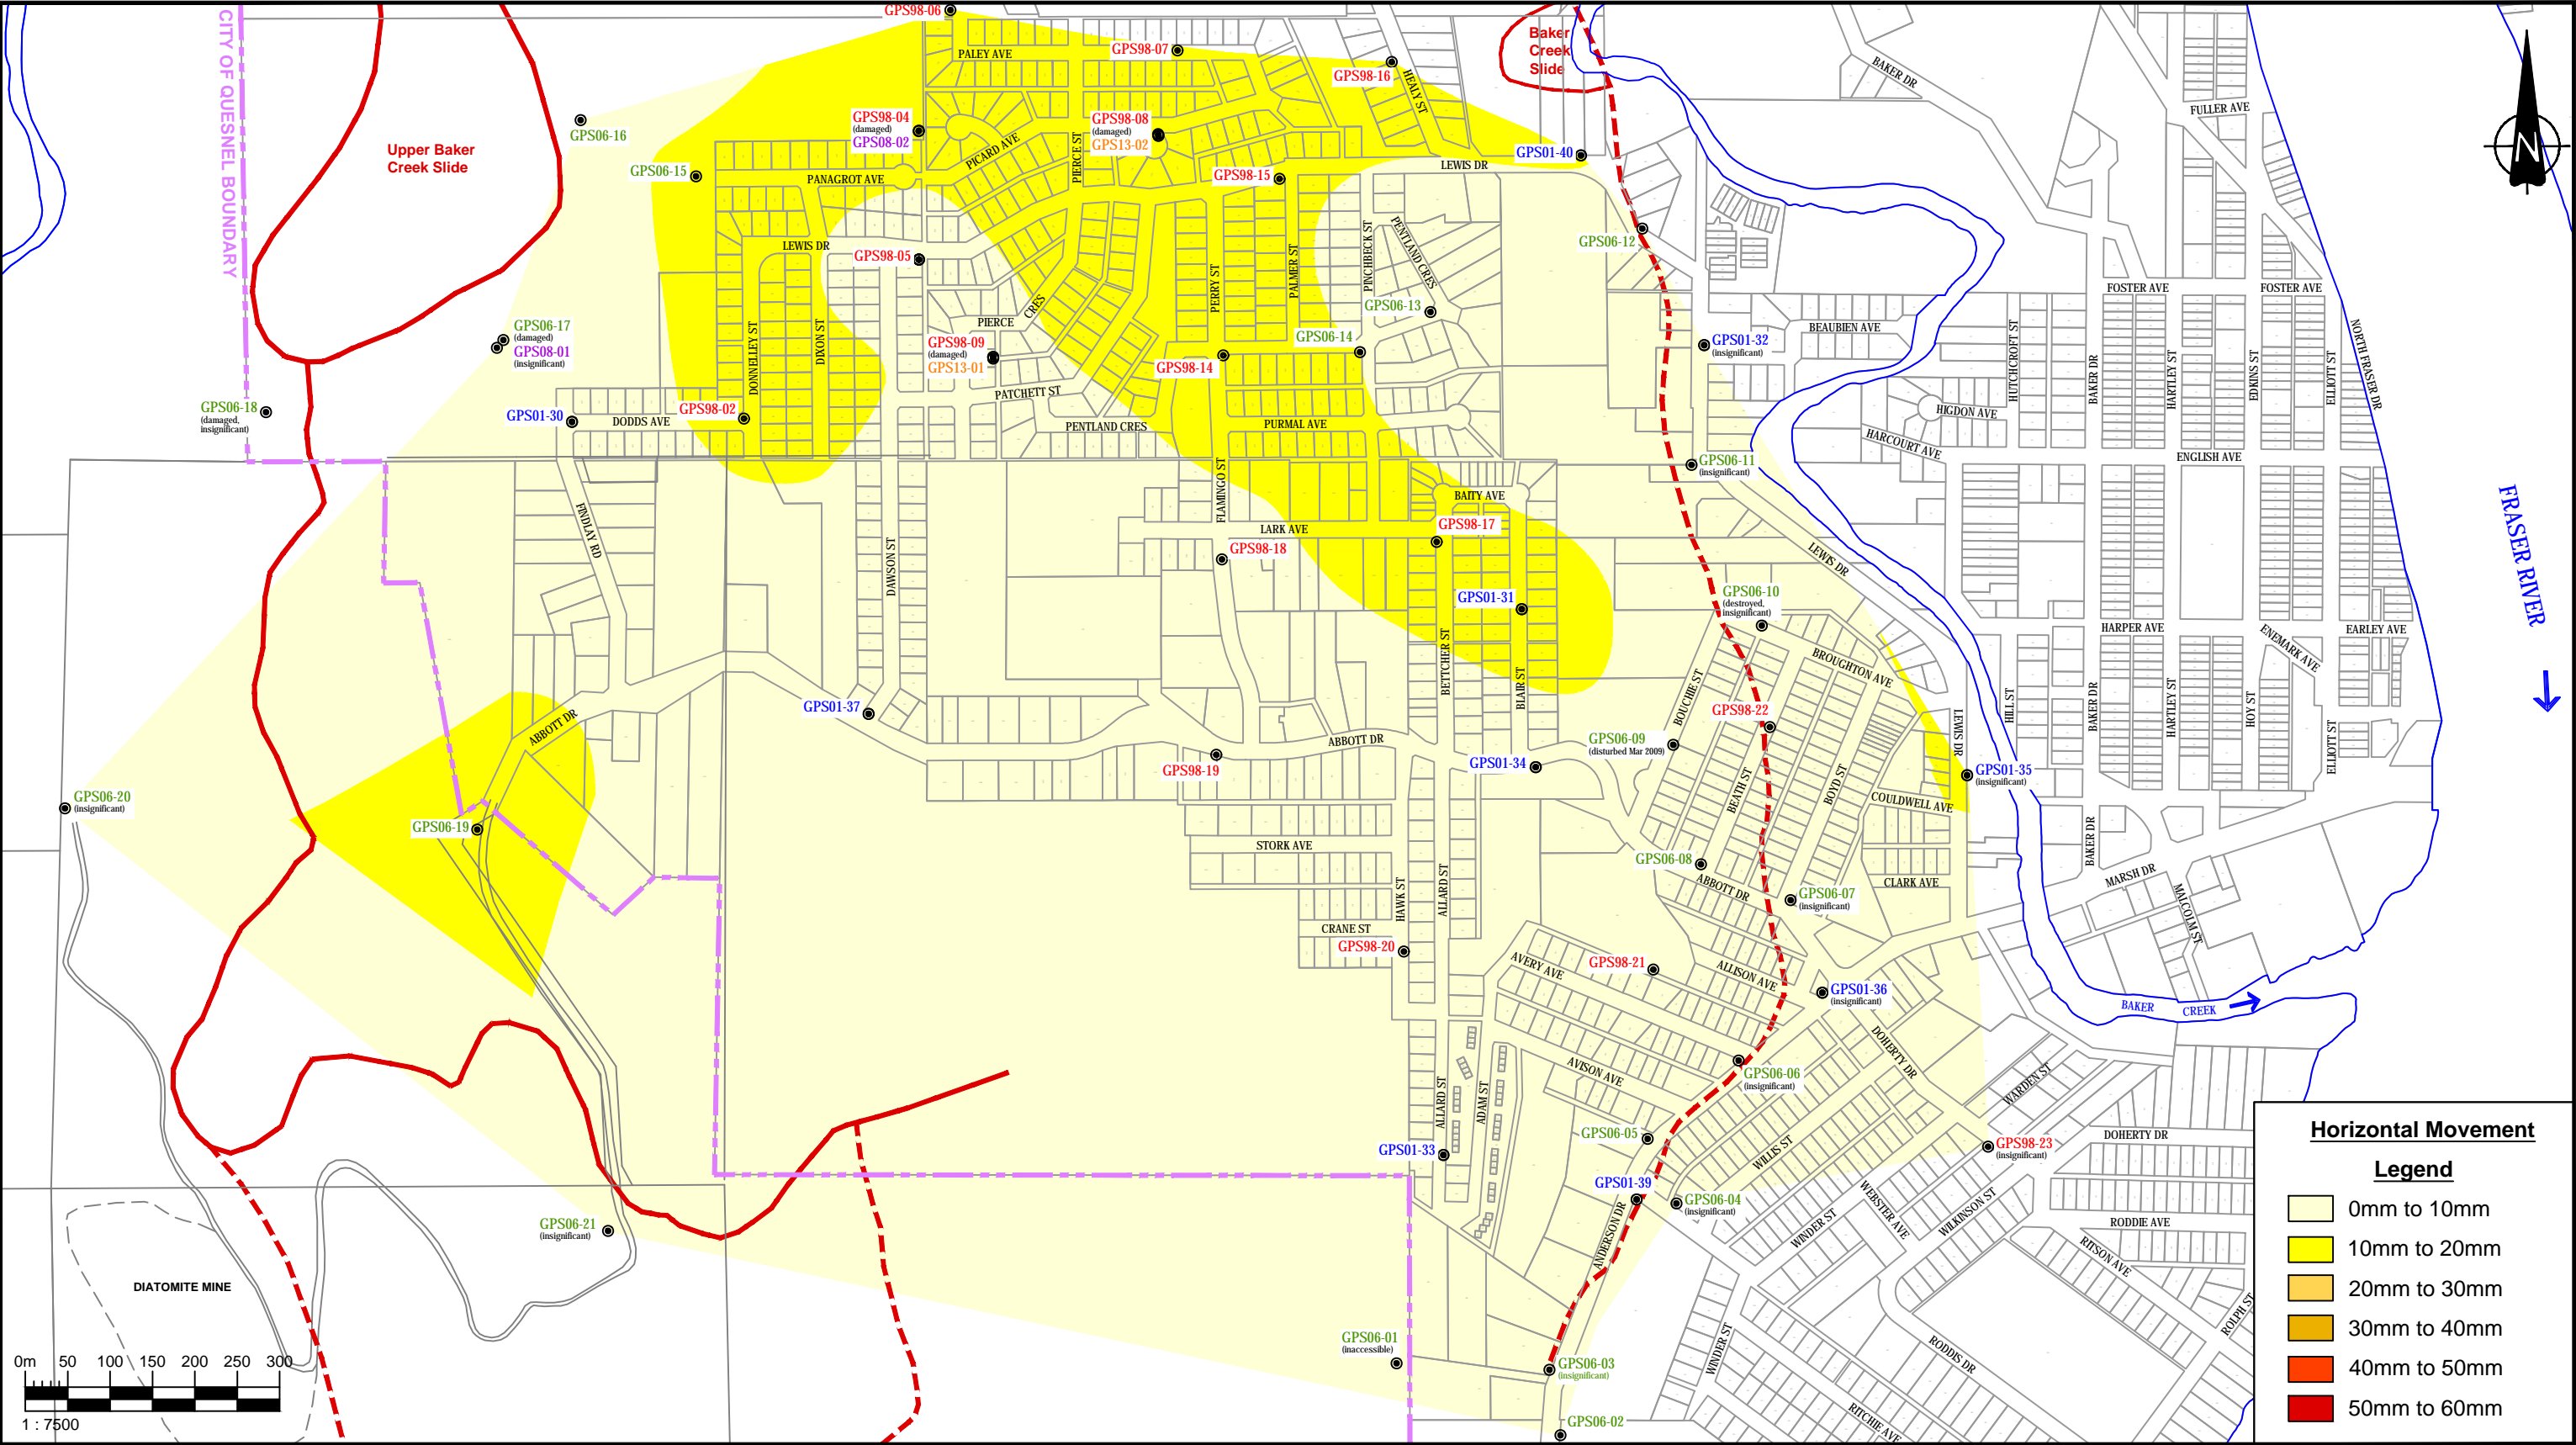 CITY OF QUESNEL BOUNDARY
Upper Baker
Creek Slide
Baker
Creek
Slide
GPS98-06
PALEY AVE
GPS98-07
GPS98-16
HEALY ST
BAKER DR
FULLER AVE
N
GPS06-16
GPS98-04
(damaged)
GPS08-02
PICARD AVE
PIERCE ST
GPS98-08
(damaged)
GPS13-02
GPS01-40
GPS06-15
PANAGROT AVE
GPS98-15
LEWIS DR
LEWIS DR
GPS98-05
PERRY ST
PALMER ST
PINCHBECK ST
PENTLAND CRES
GPS06-12
GPS06-13
FOSTER AVE
FOSTER AVE
PIERCE
CRES
GPS06-17
(damaged)
GPS08-01
(insignificant)
DONNELLEY ST
DIXON ST
GPS98-09
(damaged)
GPS13-01
GPS06-14
GPS98-14
GPS01-32
(insignificant)
BEAUBIEN AVE
HITCHCROFT ST
BAKER DR
HARTLEY ST
EDKINS ST
ELLIOTT ST
NORTH FRASER DR
PATCHETT ST
GPS06-18
(damaged,
insignificant)
GPS01-30
DODDS AVE
GPS98-02
PENTLAND CRES
PURMAL AVE
HIGDON AVE
HARCOURT AVE
ENGLISH AVE
GPS06-11
(insignificant)
FINDLAY RD
FLAMINGO ST
BAITY AVE
FRASER RIVER
LARK AVE
GPS98-17
GPS98-18
DAWSON ST
LEWIS DR
GPS01-31
GPS06-10
(destroyed,
insignificant)
HARPER AVE
ENEMARK AVE
EARLEY AVE
BETTCHER ST
BLAIR ST
BOUCHIE ST
BROUGHTON AVE
HILL ST
BAKER DR
HARTLEY ST
HOY ST
ELLIOTT ST
GPS01-37
ABBOTT DR
GPS98-22
LEWIS DR
ABBOTT DR
GPS06-09
(disturbed Mar 2009)
GPS98-19
GPS01-34
GPS01-35
(insignificant)
BEATH ST
BOYD ST
COULDWELL AVE
GPS06-20
(insignificant)
GPS06-19
STORK AVE
BAKER DR
GPS06-08
ABBOTT DR
CLARK AVE
MARSH DR
MALCOLM ST
HAWK ST
ALLARD ST
GPS06-07
(insignificant)
CRANE ST
GPS98-20
AVERY AVE
GPS98-21
ALLISON AVE
GPS01-36
(insignificant)
BAKER
CREEK
DOHERTY DR
AVISON AVE
GPS06-06
(insignificant)
WARDEN ST
ALLARD ST
ADAM ST
GPS06-05
WILLIS ST
GPS98-23
(insignificant)
DOHERTY DR
GPS01-33
GPS01-39
GPS06-04
(insignificant)
WEBSTER AVE
WILKINSON ST
WINDER ST
ANDERSON DR
RODDIE AVE
RITSON AVE
GPS06-21
(insignificant)
DIATOMITE MINE
ROLPH ST
GPS06-01
(inaccessible)
WINDER ST
RODDIS DR
GPS06-03
(insignificant)
RITCHIE AVE
GPS06-02
0m 50 100 150 200 250 300
1 : 7500
Horizontal Movement
Legend
0mm to 10mm
10mm to 20mm
20mm to 30mm
30mm to 40mm
40mm to 50mm
50mm to 60mm